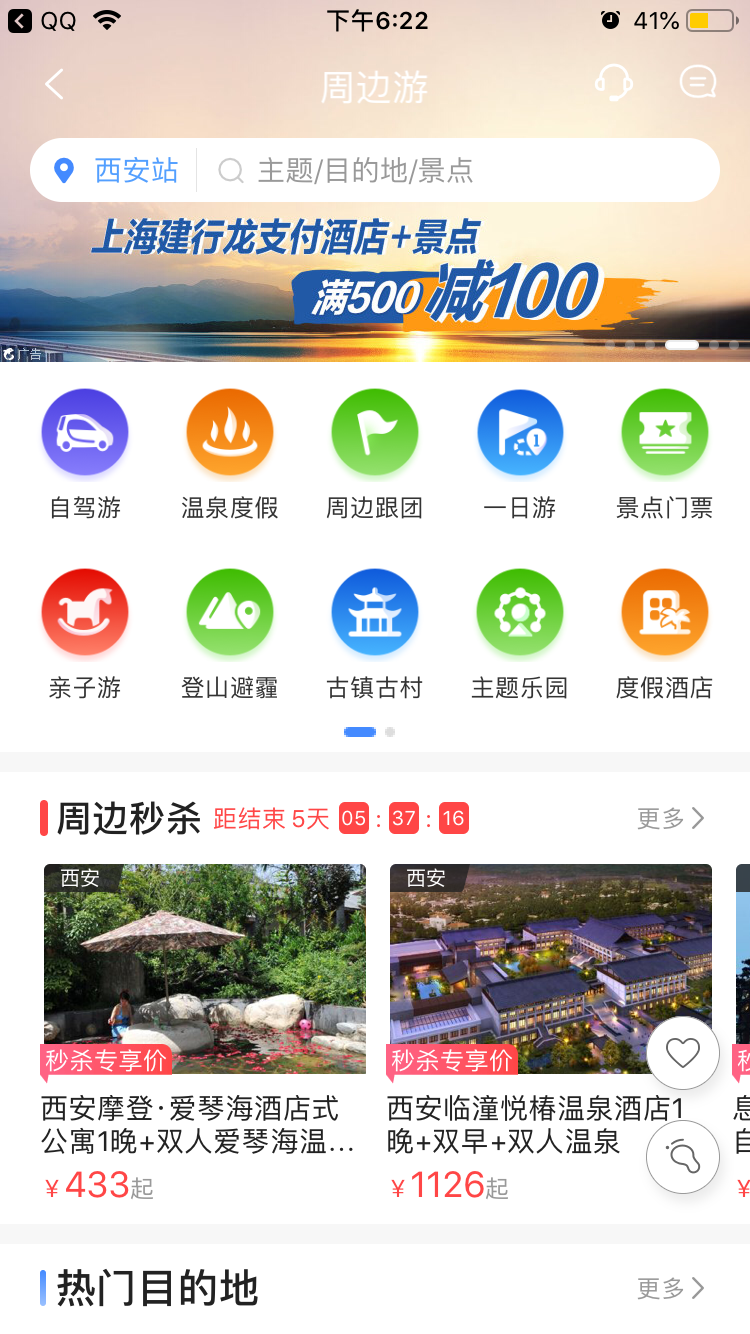 QQ 下午6:22 41%
周边游
西安站 主题/目的地/景点
上海建行龙支付酒店+景点
满500减100
广告
自驾游 温泉度假 周边跟团 一日游 景点门票
亲子游 登山避霾 古镇古村 主题乐园 度假酒店
周边秒杀 距结束 5天 05 : 37 : 16 更多
西安 西安
秒杀专享价 秒杀专享价 秒
西安摩登·爱琴海酒店式 西安临潼悦椿温泉酒店1
公寓1晚+双人爱琴海温... 晚+双早+双人温泉 自
¥433起 ¥1126起 ¥
热门目的地 更多